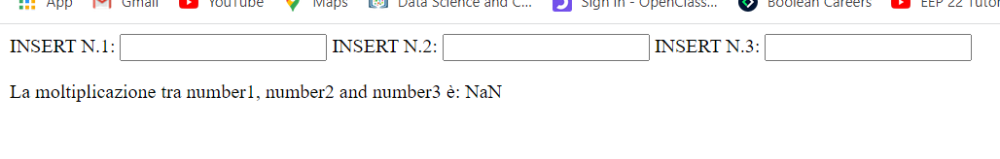 App Gmail YouTube Maps Data Science and C... Sign in - OpenClass... Boolean Careers EEP 22 Tutor
INSERT N.1: INSERT N.2: INSERT N.3:
La moltiplicazione tra number1, number2 and number3 è: NaN